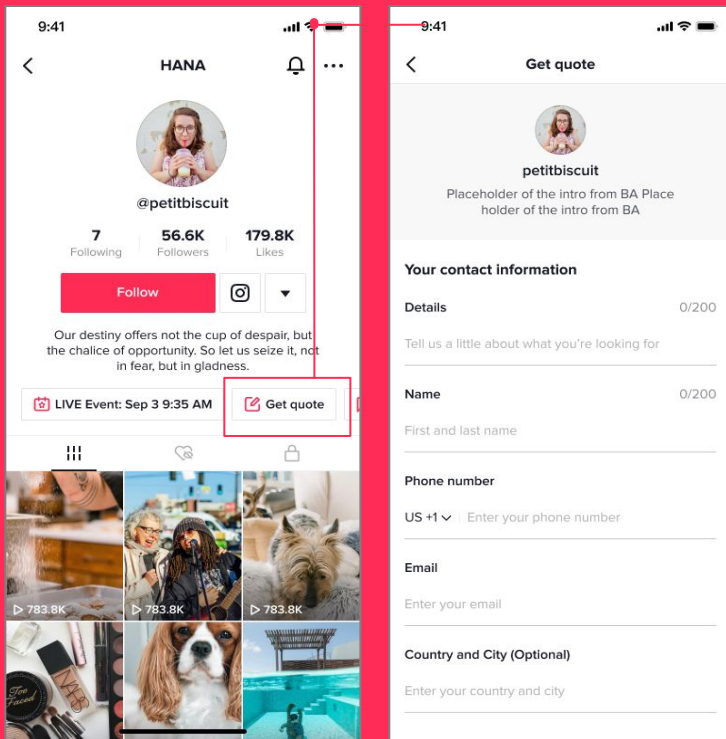 9:41
HANA
@petitbiscuit
7 56.6K 179.8K
Following Followers Likes
Follow
Our destiny offers not the cup of despair, but
the chalice of opportunity. So let us seize it, not
in fear, but in gladness.
LIVE Event: Sep 3 9:35 AM
Get quote
783.8K
783.8K
783.8K
Too
Faced
NARS
9:41
Get quote
petitbiscuit
Placeholder of the intro from BA Place
holder of the intro from BA
Your contact information
Details 0/200
Tell us a little about what you're looking for
Name 0/200
First and last name
Phone number
US +1 Enter your phone number
Email
Enter your email
Country and City (Optional)
Enter your country and city